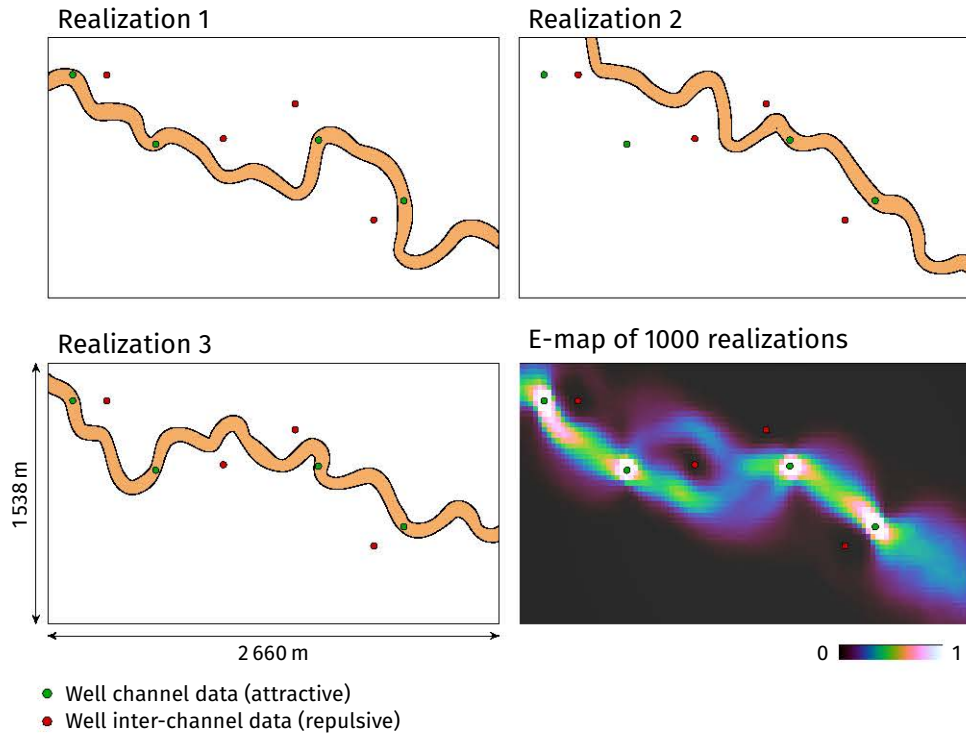 Realization 1
Realization 2
Realization 3
E-map of 1000 realizations
1 538 m
2 660 m
0
1
Well channel data (attractive)
Well inter-channel data (repulsive)